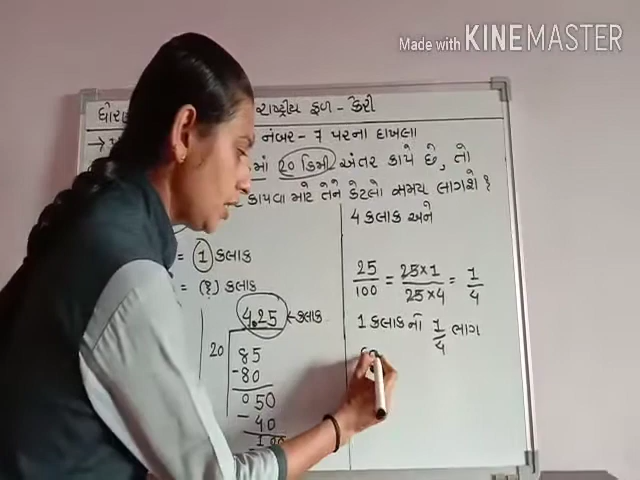 Made with KINEMASTER
ધોરણ રાષ્ટ્રીય ફળ - કેરી
→ નંબર - 7 પરના દાખલા
માં 20 કિમી અંતર કાપે છે, તો
કાપવા માટે તેને કેટલો સમય લાગશે ?
= 1 કલાક
= (?) કલાક
4.25 ← કલાક
20 85
-80
050
- 40
4 કલાક અને
25/100 = 25×1/25×4 = 1/4
1 કલાકનો 1/4 ભાગ